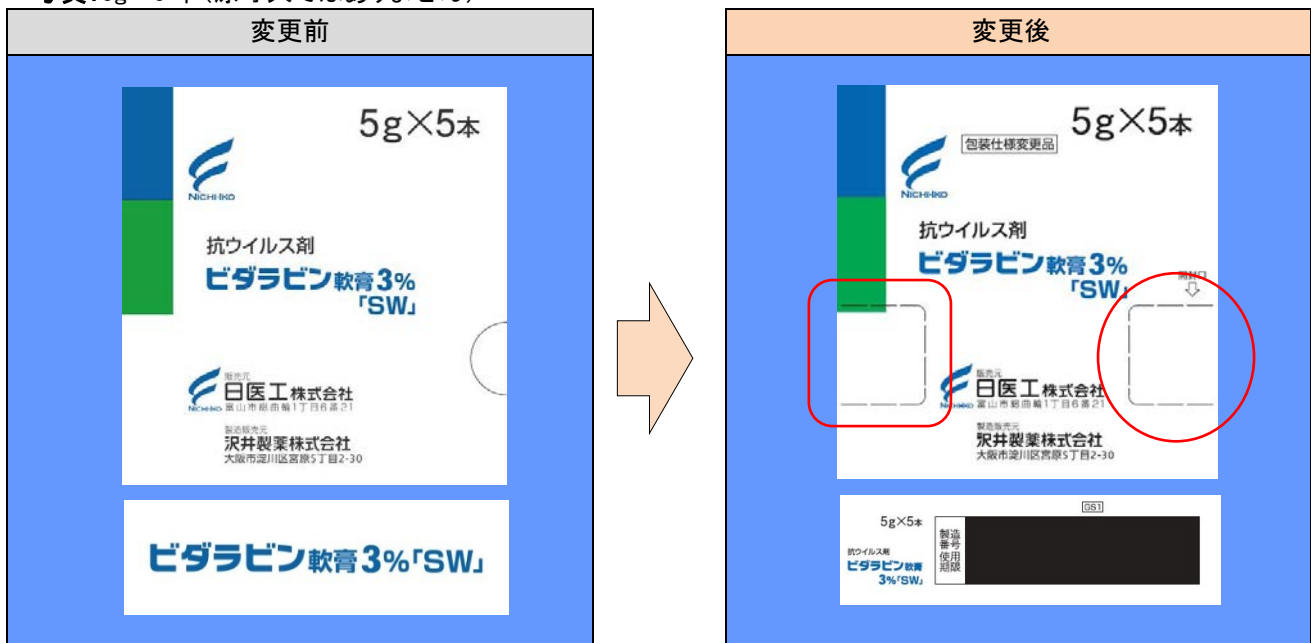 変更前
5g×5本
NICHI-IKO
抗ウイルス剤
ビダラビン軟膏3%
「SW」
販売元
日医工株式会社
NICHI-IKO 富山市総曲輪1丁目6番21
製造販売元
沢井製薬株式会社
大阪市淀川区宮原5丁目2-30
ビダラビン軟膏3%「SW」
変更後
5g×5本
包装仕様変更品
NICHI-IKO
抗ウイルス剤
ビダラビン軟膏3%
「SW」
開封口
販売元
日医工株式会社
NICHI-IKO 富山市総曲輪1丁目6番21
製造販売元
沢井製薬株式会社
大阪市淀川区宮原5丁目2-30
GS1
5g×5本
製造
番号
使用
期限
抗ウイルス剤
ビダラビン軟膏
3%「SW」